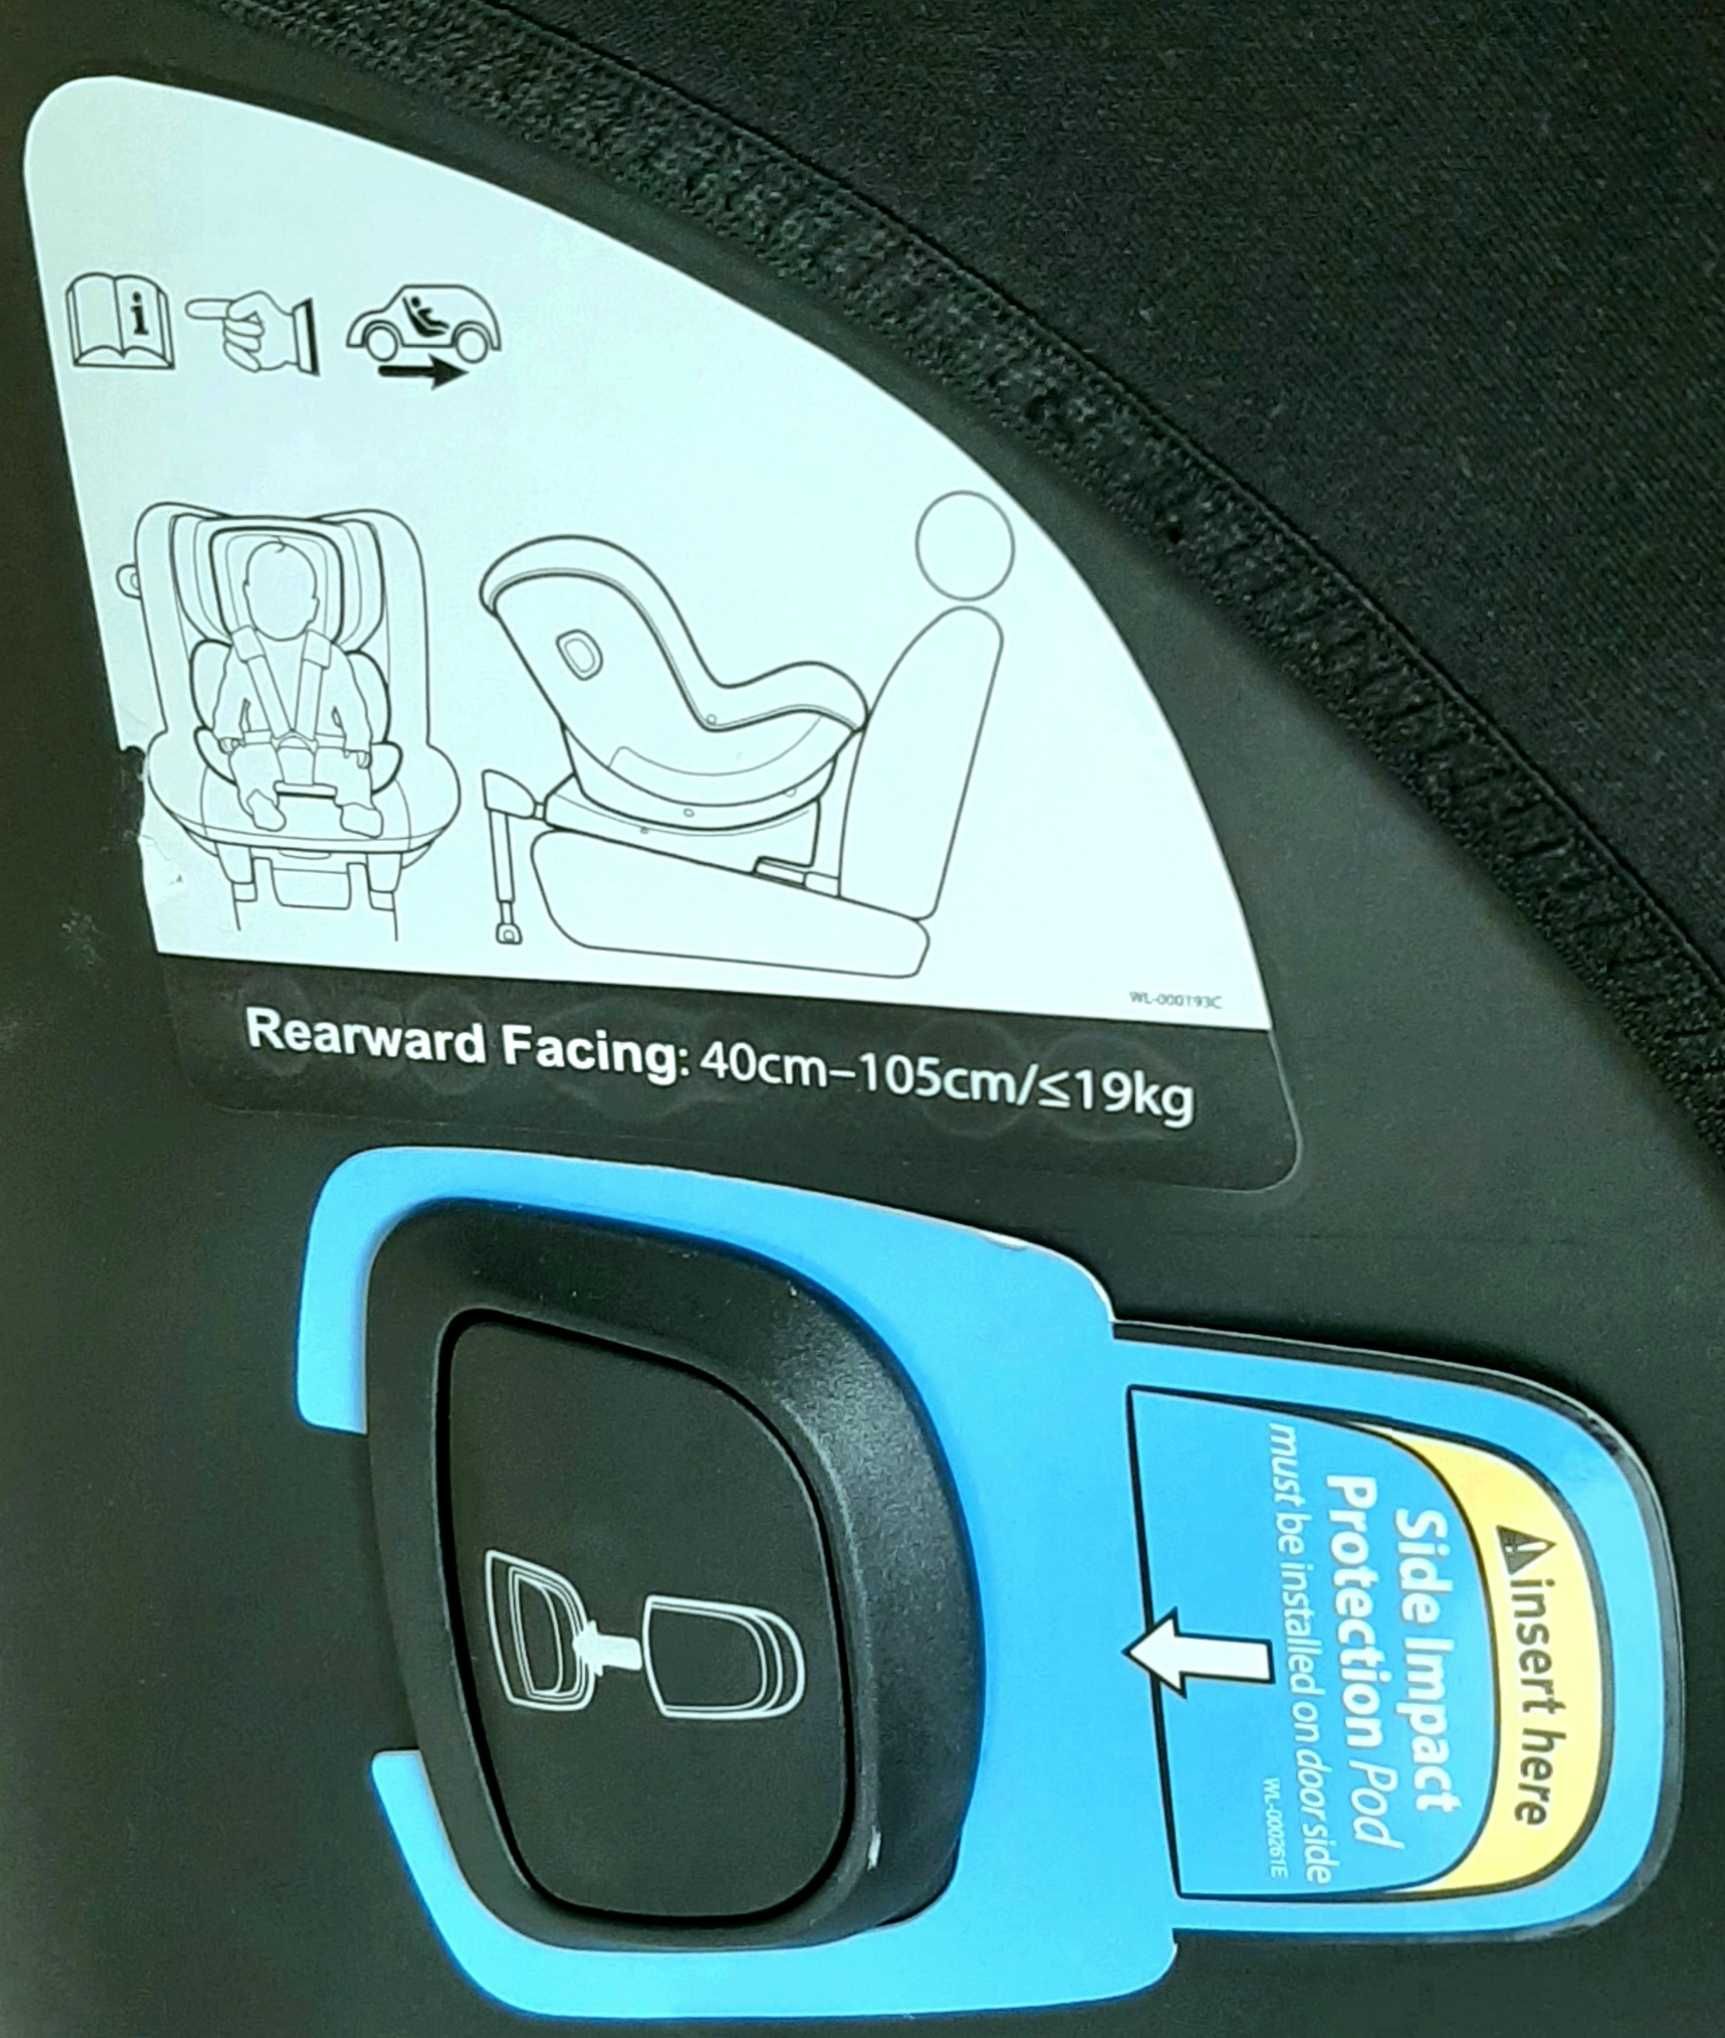 i
WL-000193C
Rearward Facing: 40cm–105cm/≤19kg
insert here
Side Impact
Protection Pod
must be installed on door side
WL-000261E